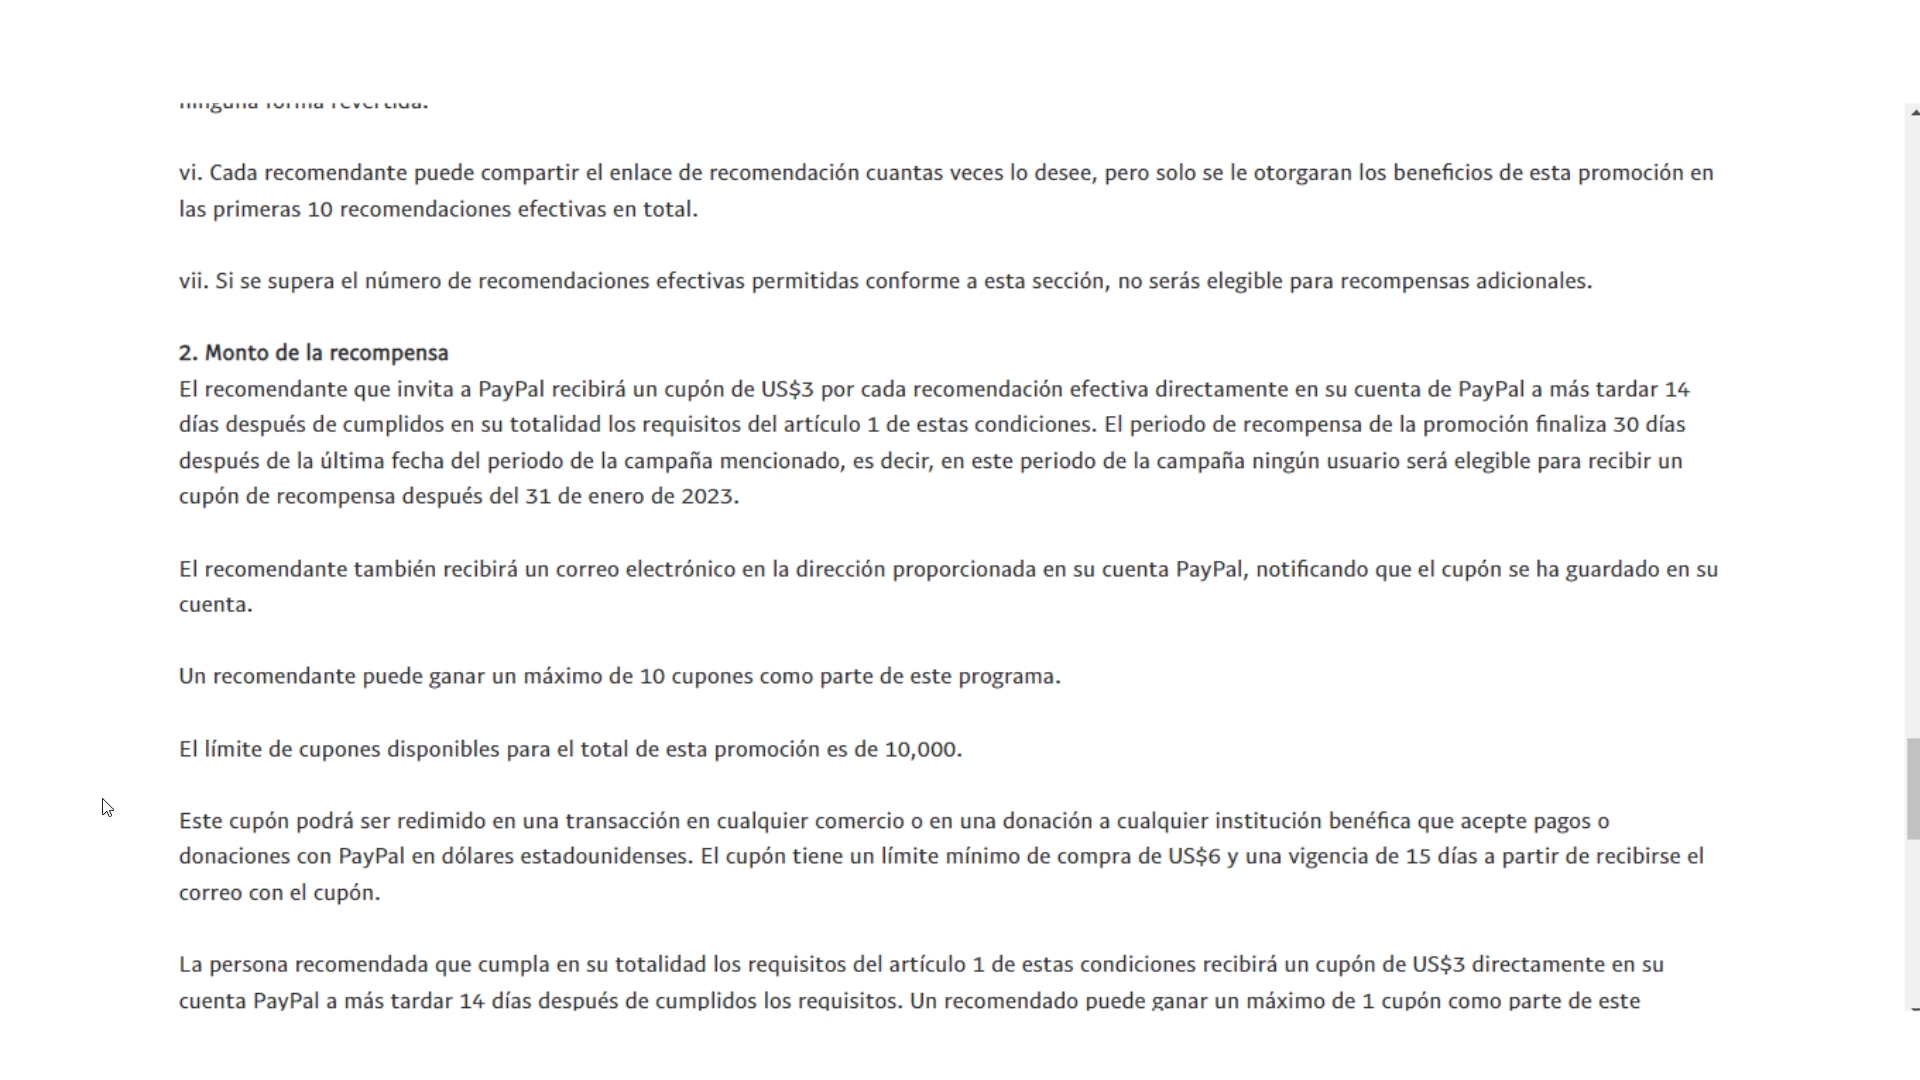 ninguna forma revertida.
vi. Cada recomendante puede compartir el enlace de recomendación cuantas veces lo desee, pero solo se le otorgaran los beneficios de esta promoción en
las primeras 10 recomendaciones efectivas en total.
vii. Si se supera el número de recomendaciones efectivas permitidas conforme a esta sección, no serás elegible para recompensas adicionales.
2. Monto de la recompensa
El recomendante que invita a PayPal recibirá un cupón de US$3 por cada recomendación efectiva directamente en su cuenta de PayPal a más tardar 14
días después de cumplidos en su totalidad los requisitos del artículo 1 de estas condiciones. El periodo de recompensa de la promoción finaliza 30 días
después de la última fecha del periodo de la campaña mencionado, es decir, en este periodo de la campaña ningún usuario será elegible para recibir un
cupón de recompensa después del 31 de enero de 2023.
El recomendante también recibirá un correo electrónico en la dirección proporcionada en su cuenta PayPal, notificando que el cupón se ha guardado en su
cuenta.
Un recomendante puede ganar un máximo de 10 cupones como parte de este programa.
El límite de cupones disponibles para el total de esta promoción es de 10,000.
Este cupón podrá ser redimido en una transacción en cualquier comercio o en una donación a cualquier institución benéfica que acepte pagos o
donaciones con PayPal en dólares estadounidenses. El cupón tiene un límite mínimo de compra de US$6 y una vigencia de 15 días a partir de recibirse el
correo con el cupón.
La persona recomendada que cumpla en su totalidad los requisitos del artículo 1 de estas condiciones recibirá un cupón de US$3 directamente en su
cuenta PayPal a más tardar 14 días después de cumplidos los requisitos. Un recomendado puede ganar un máximo de 1 cupón como parte de este